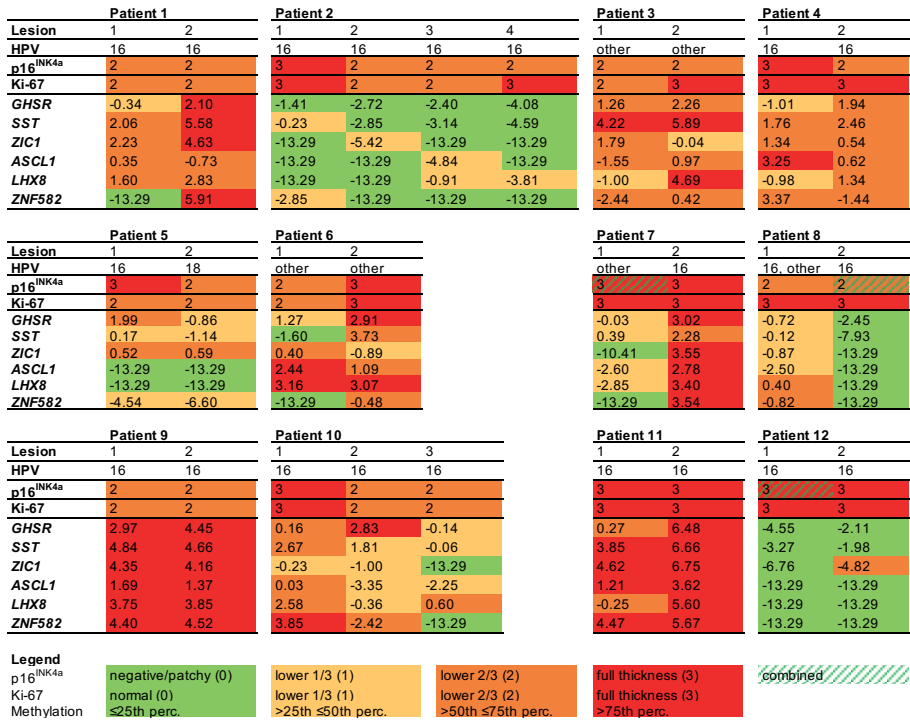 Patient 1 Patient 2 Patient 3 Patient 4
Lesion 1 2 1 2 3 4 1 2 1 2
HPV 16 16 16 16 16 16 other other 16 16
p16INK4a 2 2 3 2 2 2 2 2 3 2
Ki-67 2 2 3 2 2 3 2 3 3 3
GHSR -0.34 2.10 -1.41 -2.72 -2.40 -4.08 1.26 2.26 -1.01 1.94
SST 2.06 5.58 -0.23 -2.85 -3.14 -4.59 4.22 5.89 1.76 2.46
ZIC1 2.23 4.63 -13.29 -5.42 -13.29 -13.29 1.79 -0.04 1.34 0.54
ASCL1 0.35 -0.73 -13.29 -13.29 -4.84 -13.29 -1.55 0.97 3.25 0.62
LHX8 1.60 2.83 -13.29 -13.29 -0.91 -3.81 -1.00 4.69 -0.98 1.34
ZNF582 -13.29 5.91 -2.85 -13.29 -13.29 -13.29 -2.44 0.42 3.37 -1.44
Patient 5 Patient 6 Patient 7 Patient 8
Lesion 1 2 1 2 1 2 1 2
HPV 16 18 other other other 16 16, other 16
p16INK4a 3 2 2 3 3 3 2 2
Ki-67 2 2 2 3 3 3 3 3
GHSR 1.99 -0.86 1.27 2.91 -0.03 3.02 -0.72 -2.45
SST 0.17 -1.14 -1.60 3.73 0.39 2.28 -0.12 -7.93
ZIC1 0.52 0.59 0.40 -0.89 -10.41 3.55 -0.87 -13.29
ASCL1 -13.29 -13.29 2.44 1.09 -2.60 2.78 -2.50 -13.29
LHX8 -13.29 -13.29 3.16 3.07 -2.85 3.40 0.40 -13.29
ZNF582 -4.54 -6.60 -13.29 -0.48 -13.29 3.54 -0.82 -13.29
Patient 9 Patient 10 Patient 11 Patient 12
Lesion 1 2 1 2 3 1 2 1 2
HPV 16 16 16 16 16 16 16 16 16
p16INK4a 2 2 3 2 2 3 3 3 3
Ki-67 2 2 3 2 2 3 3 3 3
GHSR 2.97 4.45 0.16 2.83 -0.14 0.27 6.48 -4.55 -2.11
SST 4.84 4.66 2.67 1.81 -0.06 3.85 6.66 -3.27 -1.98
ZIC1 4.35 4.16 -0.23 -1.00 -13.29 4.62 6.75 -6.76 -4.82
ASCL1 1.69 1.37 0.03 -3.35 -2.25 1.21 3.62 -13.29 -13.29
LHX8 3.75 3.85 2.58 -0.36 0.60 -0.25 5.60 -13.29 -13.29
ZNF582 4.40 4.52 3.85 -2.42 -13.29 4.47 5.67 -13.29 -13.29
Legend
p16INK4a negative/patchy (0) lower 1/3 (1) lower 2/3 (2) full thickness (3) combined
Ki-67 normal (0) lower 1/3 (1) lower 2/3 (2) full thickness (3)
Methylation ≤25th perc. >25th ≤50th perc. >50th ≤75th perc. >75th perc.